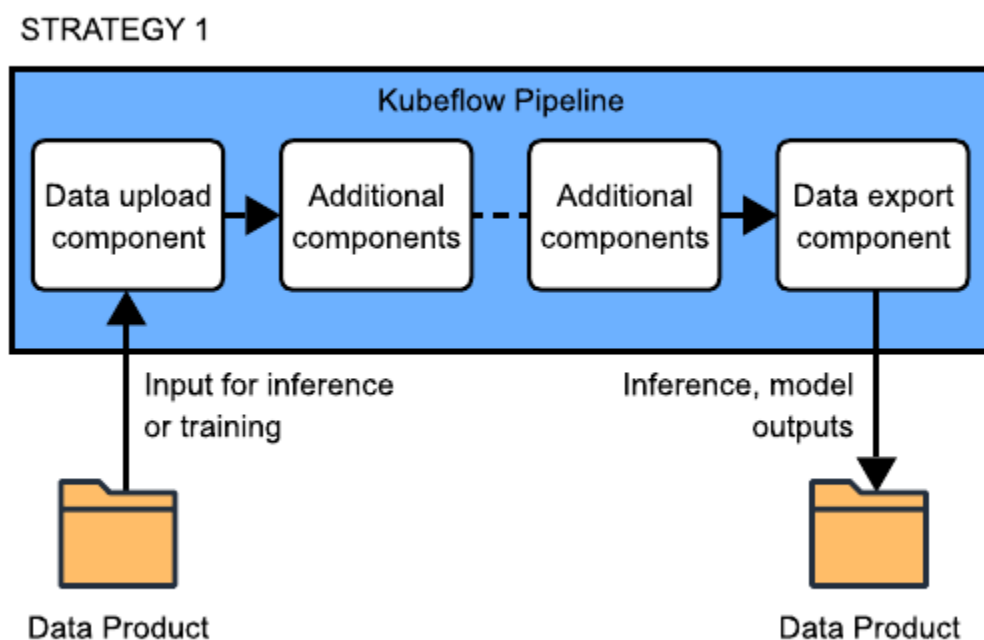 STRATEGY 1
Kubeflow Pipeline
Data upload
component
Additional
components
Additional
components
Data export
component
Input for inference
or training
Inference, model
outputs
Data Product
Data Product